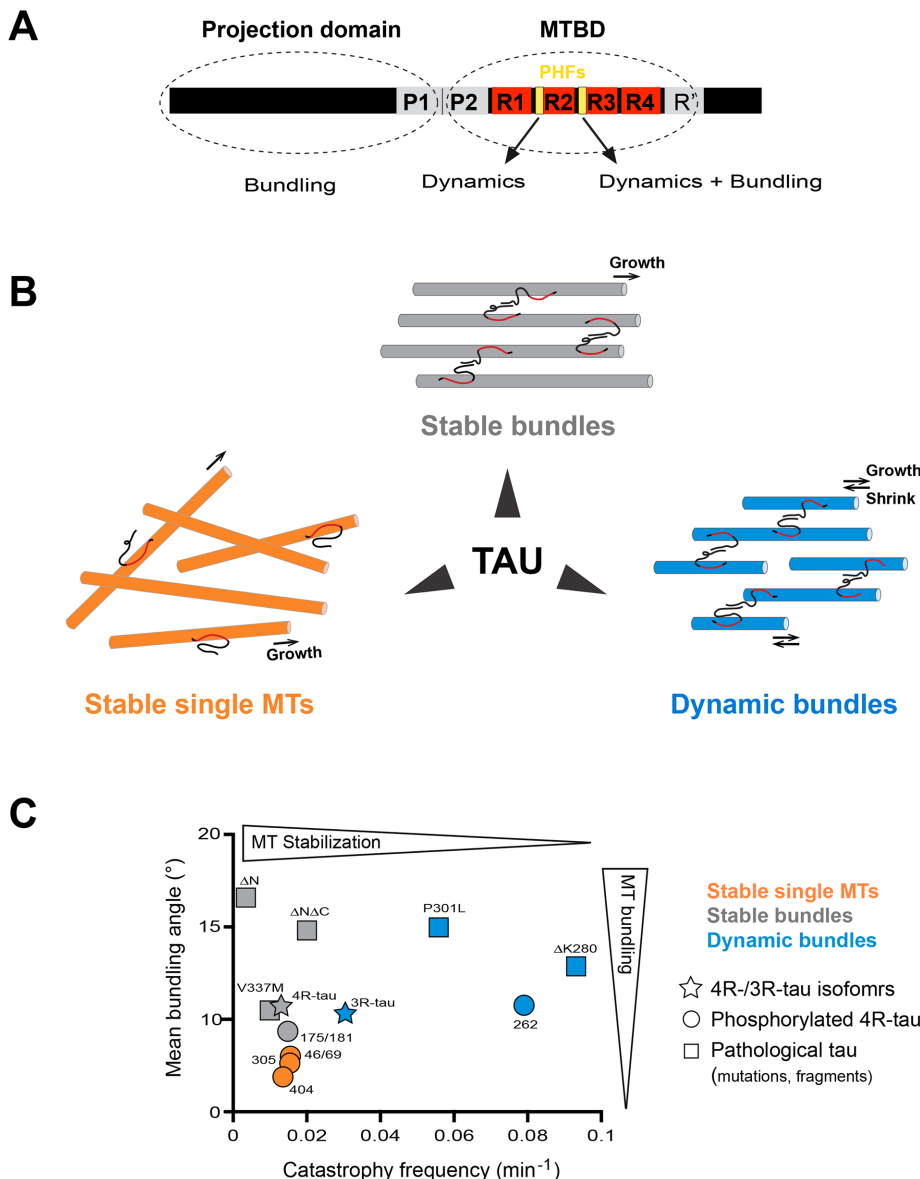 A
Projection domain
MTBD
PHFs
P1
P2
R1
R2
R3
R4
R'
Bundling
Dynamics
Dynamics + Bundling
B
Growth
Stable bundles
Growth
Shrink
TAU
Growth
Stable single MTs
Dynamic bundles
C
20
15
10
5
0
Mean bundling angle (°)
MT Stabilization
MT bundling
ΔN
ΔNΔC
P301L
ΔK280
V337M
4R-tau
3R-tau
262
175/181
46/69
305
404
0
0.02
0.04
0.06
0.08
0.1
Catastrophy frequency (min⁻¹)
Stable single MTs
Stable bundles
Dynamic bundles
4R-/3R-tau isofomrs
Phosphorylated 4R-tau
Pathological tau
(mutations, fragments)